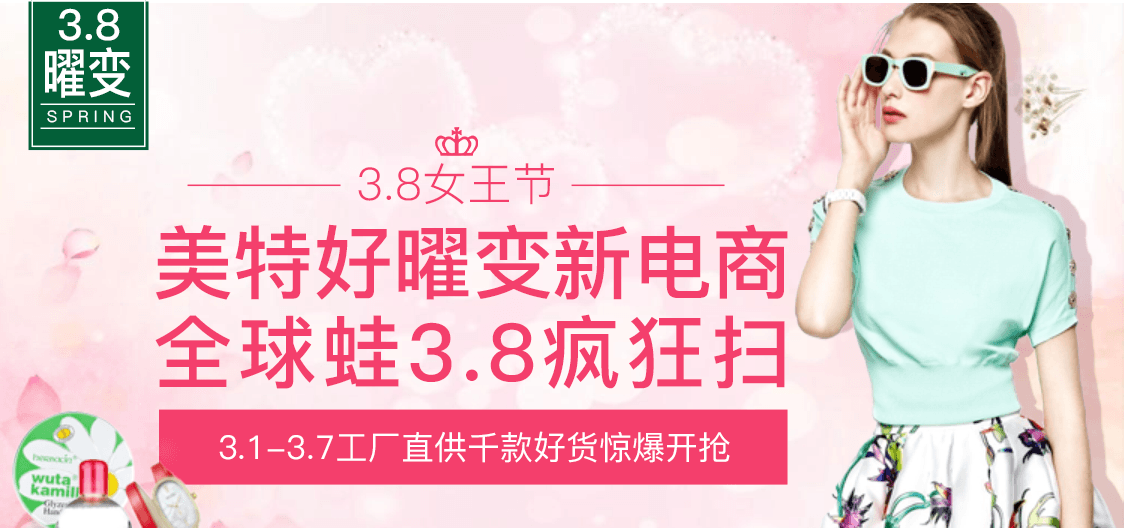 3.8
曜变
SPRING
3.8女王节
美特好曜变新电商
全球蛙3.8疯狂扫
3.1-3.7工厂直供千款好货惊爆开抢
herbacin
wuta
kamill